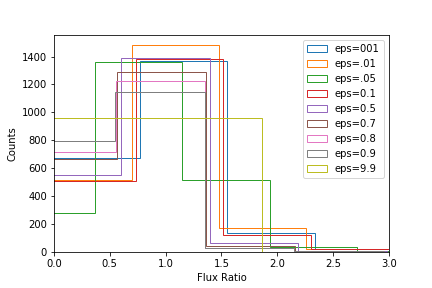 1400
1200
1000
800
600
400
200
0
Counts
0.0 0.5 1.0 1.5 2.0 2.5 3.0
Flux Ratio
eps=001
eps=.01
eps=.05
eps=0.1
eps=0.5
eps=0.7
eps=0.8
eps=0.9
eps=9.9